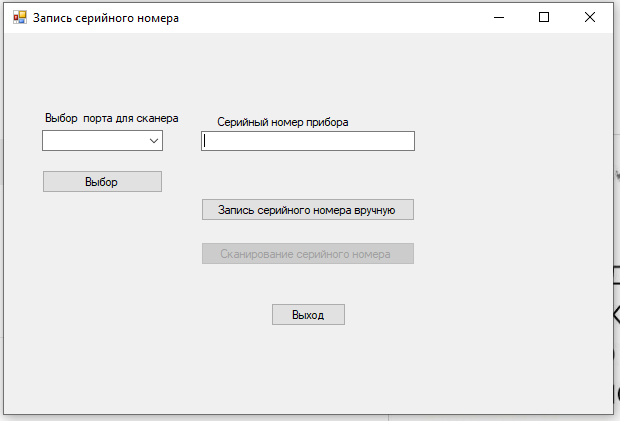 Запись серийного номера
Выбор порта для сканера
Серийный номер прибора
Выбор
Запись серийного номера вручную
Сканирование серийного номера
Выход